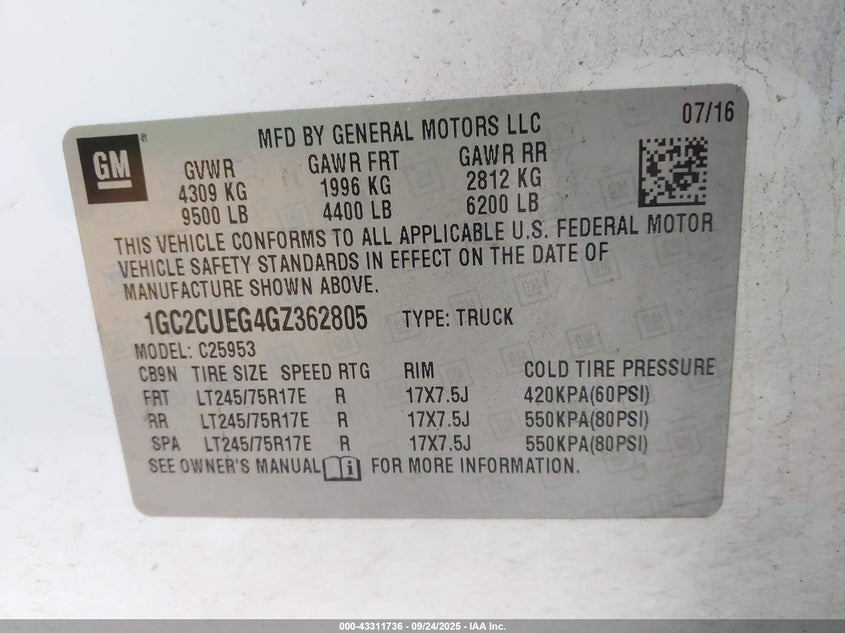 07/16
GM
®
MFD BY GENERAL MOTORS LLC
GVWR GAWR FRT GAWR RR
4309 KG 1996 KG 2812 KG
9500 LB 4400 LB 6200 LB
THIS VEHICLE CONFORMS TO ALL APPLICABLE U.S. FEDERAL MOTOR
VEHICLE SAFETY STANDARDS IN EFFECT ON THE DATE OF
MANUFACTURE SHOWN ABOVE.
1GC2CUEG4GZ362805 TYPE: TRUCK
MODEL: C25953
CB9N TIRE SIZE SPEED RTG RIM COLD TIRE PRESSURE
FRT LT245/75R17E R 17X7.5J 420KPA(60PSI)
RR LT245/75R17E R 17X7.5J 550KPA(80PSI)
SPA LT245/75R17E R 17X7.5J 550KPA(80PSI)
SEE OWNER'S MANUAL FOR MORE INFORMATION.
000-43311736 - 09/24/2025 - IAA Inc.